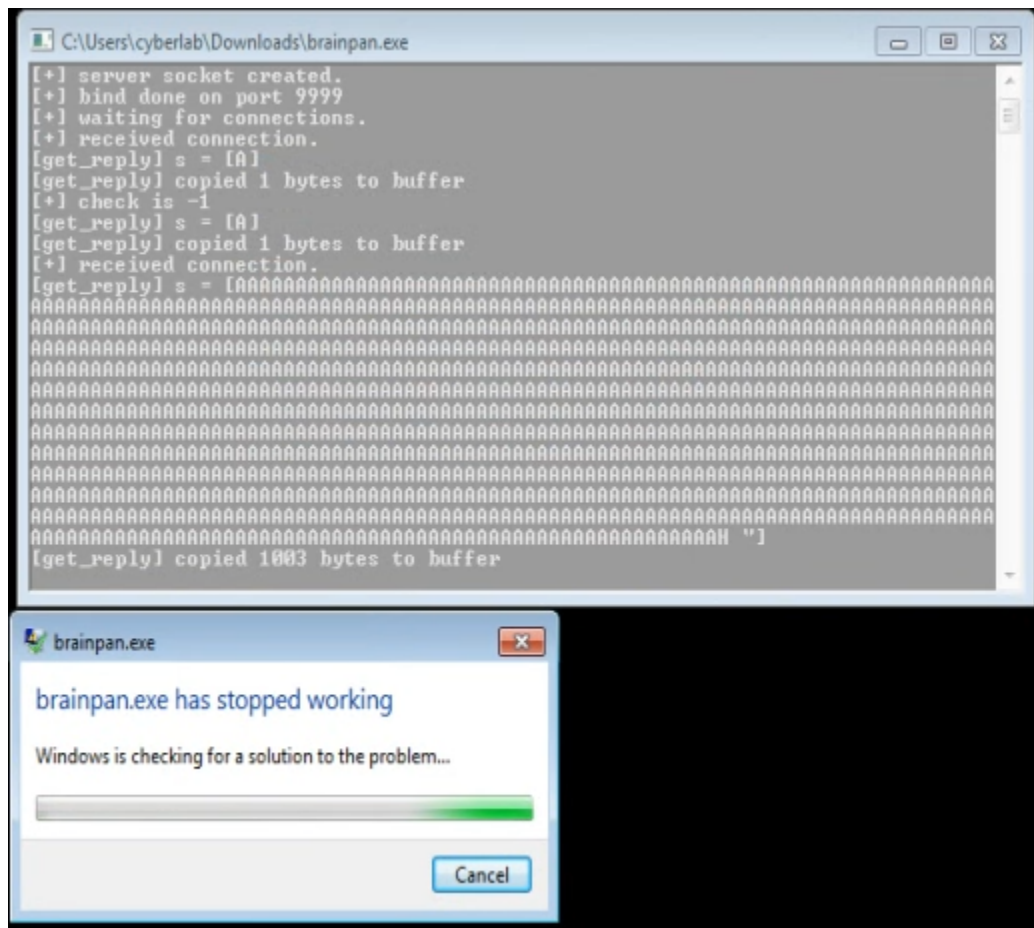 C:\Users\cyberlab\Downloads\brainpan.exe
[+] server socket created.
[+] bind done on port 9999
[+] waiting for connections.
[+] received connection.
[get_reply] s = [A]
[get_reply] copied 1 bytes to buffer
[+] check is -1
[get_reply] s = [A]
[get_reply] copied 1 bytes to buffer
[+] received connection.
[get_reply] s = [AAAAAAAAAAAAAAAAAAAAAAAAAAAAAAAAAAAAAAAAAAAAAAAAAAAAAAAAAAAAAAA
AAAAAAAAAAAAAAAAAAAAAAAAAAAAAAAAAAAAAAAAAAAAAAAAAAAAAAAAAAAAAAAAAAAAAAAAAAAAAAAA
AAAAAAAAAAAAAAAAAAAAAAAAAAAAAAAAAAAAAAAAAAAAAAAAAAAAAAAAAAAAAAAAAAAAAAAAAAAAAAAA
AAAAAAAAAAAAAAAAAAAAAAAAAAAAAAAAAAAAAAAAAAAAAAAAAAAAAAAAAAAAAAAAAAAAAAAAAAAAAAAA
AAAAAAAAAAAAAAAAAAAAAAAAAAAAAAAAAAAAAAAAAAAAAAAAAAAAAAAAAAAAAAAAAAAAAAAAAAAAAAAA
AAAAAAAAAAAAAAAAAAAAAAAAAAAAAAAAAAAAAAAAAAAAAAAAAAAAAAAAAAAAAAAAAAAAAAAAAAAAAAAA
AAAAAAAAAAAAAAAAAAAAAAAAAAAAAAAAAAAAAAAAAAAAAAAAAAAAAAAAAAAAAAAAAAAAAAAAAAAAAAAA
AAAAAAAAAAAAAAAAAAAAAAAAAAAAAAAAAAAAAAAAAAAAAAAAAAAAAAAAAAAAAAAAAAAAAAAAAAAAAAAA
AAAAAAAAAAAAAAAAAAAAAAAAAAAAAAAAAAAAAAAAAAAAAAAAAAAAAAAAAAAAAAAAAAAAAAAAAAAAAAAA
AAAAAAAAAAAAAAAAAAAAAAAAAAAAAAAAAAAAAAAAAAAAAAAAAAAAAAAAAAAAAAAAAAAAAAAAAAAAAAAA
AAAAAAAAAAAAAAAAAAAAAAAAAAAAAAAAAAAAAAAAAAAAAAAAAAAAAAAAAAAAAAAAAAAAAAAAAAAAAAAA
AAAAAAAAAAAAAAAAAAAAAAAAAAAAAAAAAAAAAAAAAAAAAAAAAAAAAAAAAAAAAAAAAAAAAAAAAAAAAAAA
AAAAAAAAAAAAAAAAAAAAAAAAAAAAAAAAAAAAAAAAAAAAAAAAAAAAAAAAAH "]
[get_reply] copied 1003 bytes to buffer
brainpan.exe
brainpan.exe has stopped working
Windows is checking for a solution to the problem...
Cancel